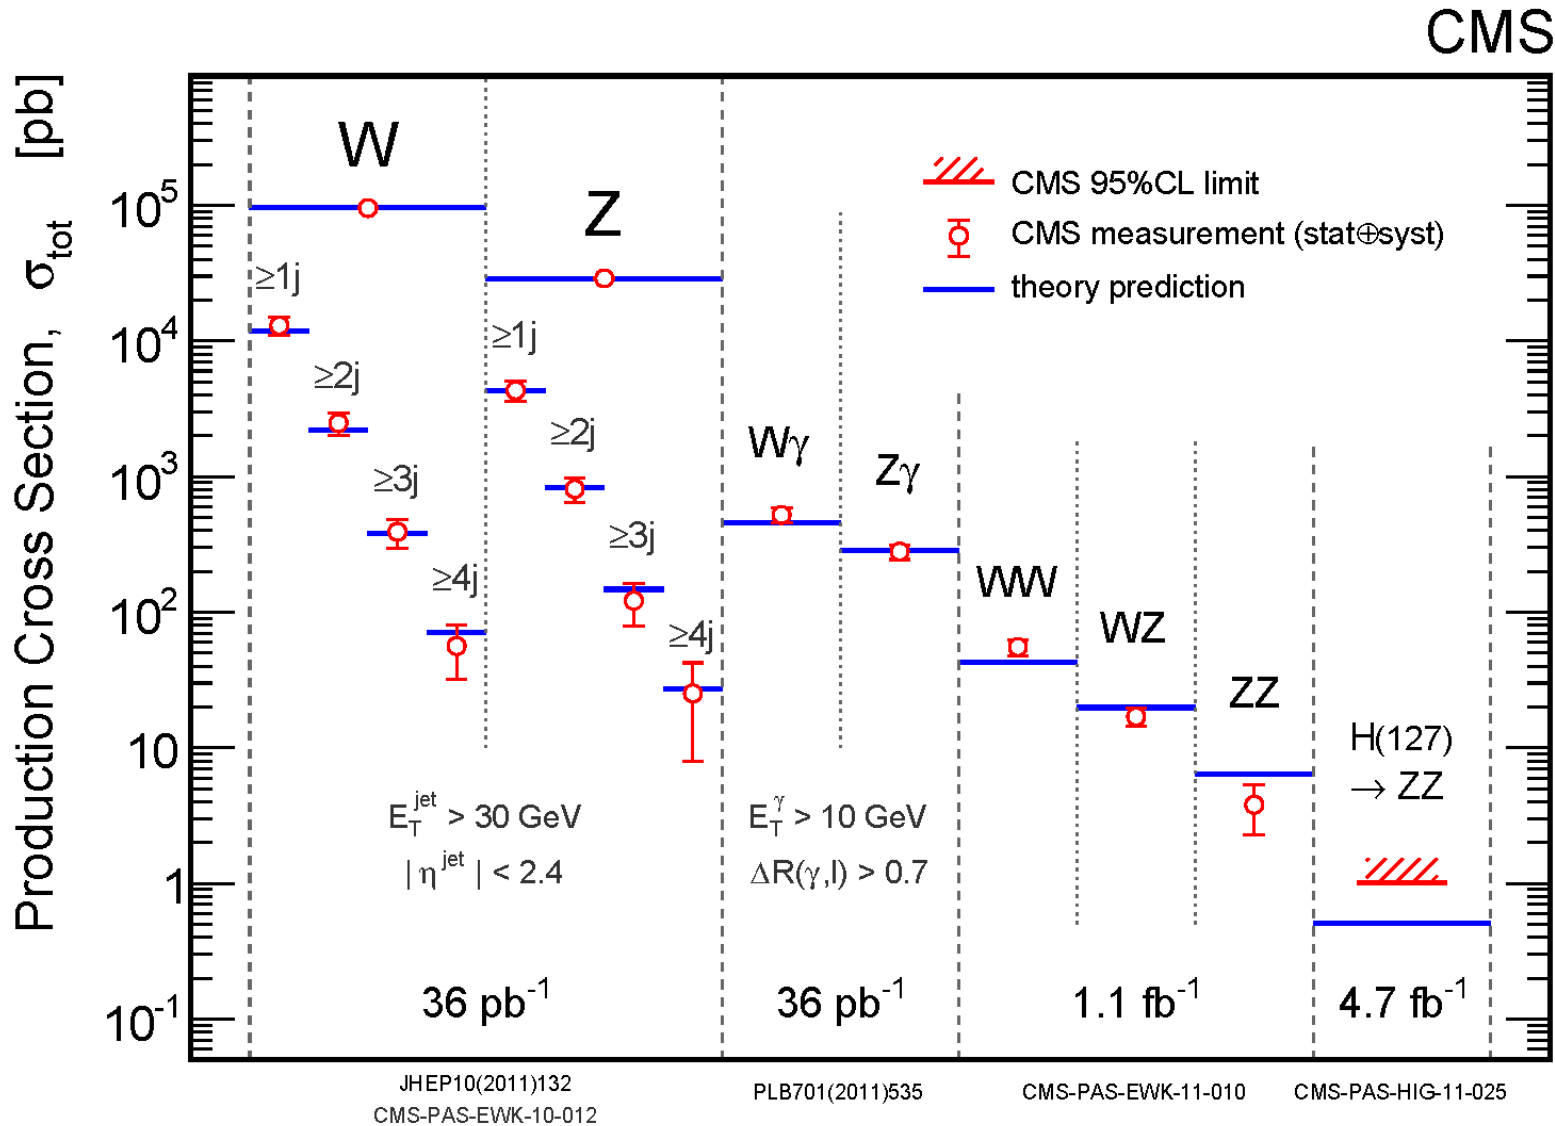 CMS
Production Cross Section, σtot [pb]
10^5
10^4
10^3
10^2
10
1
10^-1
W
≥1j
≥2j
≥3j
≥4j
Z
≥1j
≥2j
≥3j
≥4j
CMS 95%CL limit
CMS measurement (stat⊕syst)
theory prediction
Wγ
Zγ
WW
WZ
ZZ
H(127)
→ ZZ
E_T^jet > 30 GeV
| η^jet | < 2.4
E_T^γ > 10 GeV
ΔR(γ,l) > 0.7
36 pb^-1
36 pb^-1
1.1 fb^-1
4.7 fb^-1
JHEP10(2011)132
CMS-PAS-EWK-10-012
PLB701(2011)535
CMS-PAS-EWK-11-010
CMS-PAS-HIG-11-025